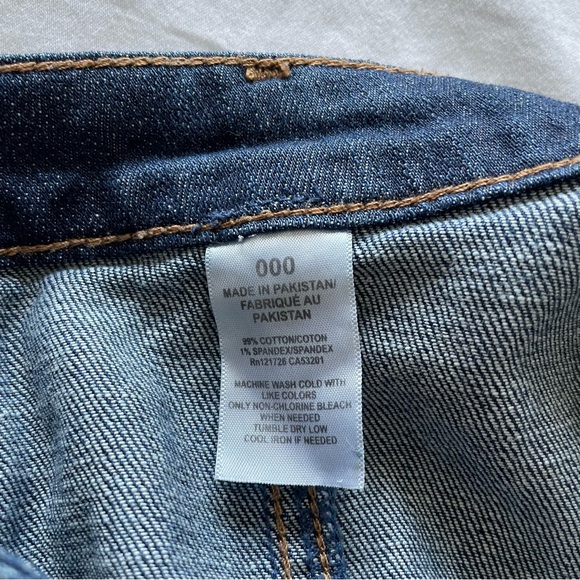 000
MADE IN PAKISTAN/
FABRIQUÉ AU
PAKISTAN
99% COTTON/COTON
1% SPANDEX/SPANDEX
Rn121726 CA53201
MACHINE WASH COLD WITH
LIKE COLORS
ONLY NON-CHLORINE BLEACH
WHEN NEEDED
TUMBLE DRY LOW
COOL IRON IF NEEDED